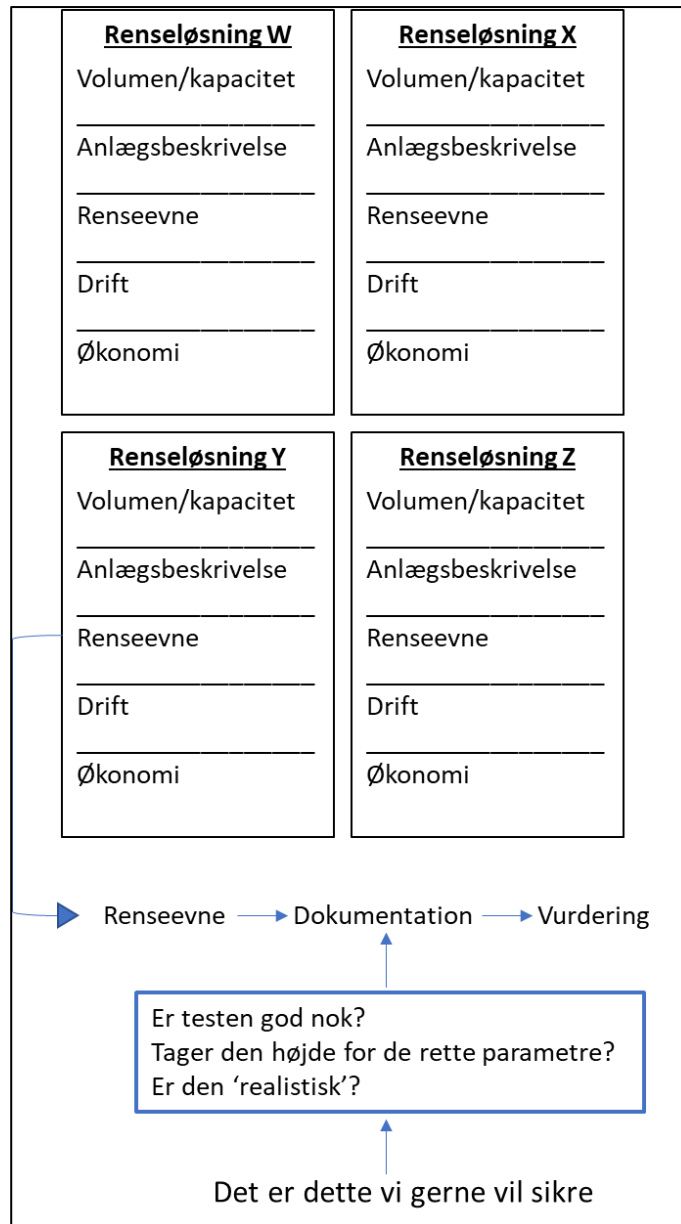 Renseløsning W
Volumen/kapacitet
Anlægsbeskrivelse
Renseevne
Drift
Økonomi
Renseløsning X
Volumen/kapacitet
Anlægsbeskrivelse
Renseevne
Drift
Økonomi
Renseløsning Y
Volumen/kapacitet
Anlægsbeskrivelse
Renseevne
Drift
Økonomi
Renseløsning Z
Volumen/kapacitet
Anlægsbeskrivelse
Renseevne
Drift
Økonomi
Renseevne Dokumentation Vurdering
Er testen god nok?
Tager den højde for de rette parametre?
Er den ‘realistisk’?
Det er dette vi gerne vil sikre